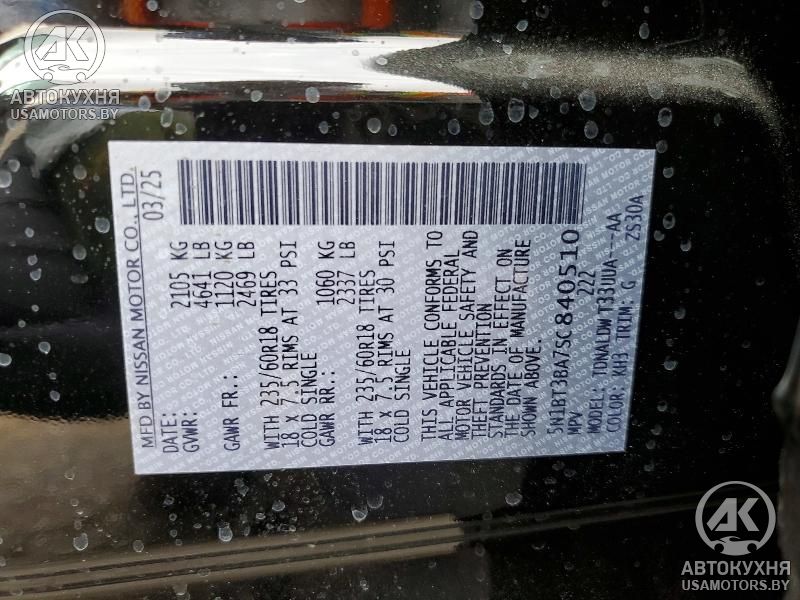 AK
АВТОКУХНЯ
USAMOTORS.BY
MFD BY NISSAN MOTOR CO., LTD.
DATE: 03/25
GVWR: 2105 KG
4641 LB
GAWR FR.: 1120 KG
2469 LB
WITH 235/60R18 TIRES
18 X 7.5 RIMS AT 33 PSI
COLD SINGLE
GAWR RR.: 1060 KG
2337 LB
WITH 235/60R18 TIRES
18 X 7.5 RIMS AT 30 PSI
COLD SINGLE
THIS VEHICLE CONFORMS TO
ALL APPLICABLE FEDERAL
MOTOR VEHICLE SAFETY AND
THEFT PREVENTION
STANDARDS IN EFFECT ON
THE DATE OF MANUFACTURE
SHOWN ABOVE.
5N1BT3BA7SC840510
MPV 222
MODEL: TDNALDW T33UUA---AA
COLOR: KH3 TRIM: G ZS30A
AK
АВТОКУХНЯ
USAMOTORS.BY